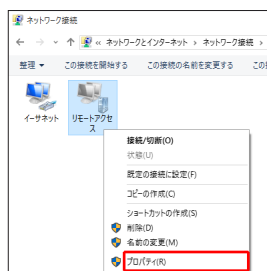 ネットワーク接続
« ネットワークとインターネット › ネットワーク接続 ›
整理 この接続を開始する この接続の名前を変更する この接
イーサネット
リモートアクセ
ス
接続/切断(O)
状態(U)
既定の接続に設定(F)
コピーの作成(C)
ショートカットの作成(S)
削除(D)
名前の変更(M)
プロパティ(R)